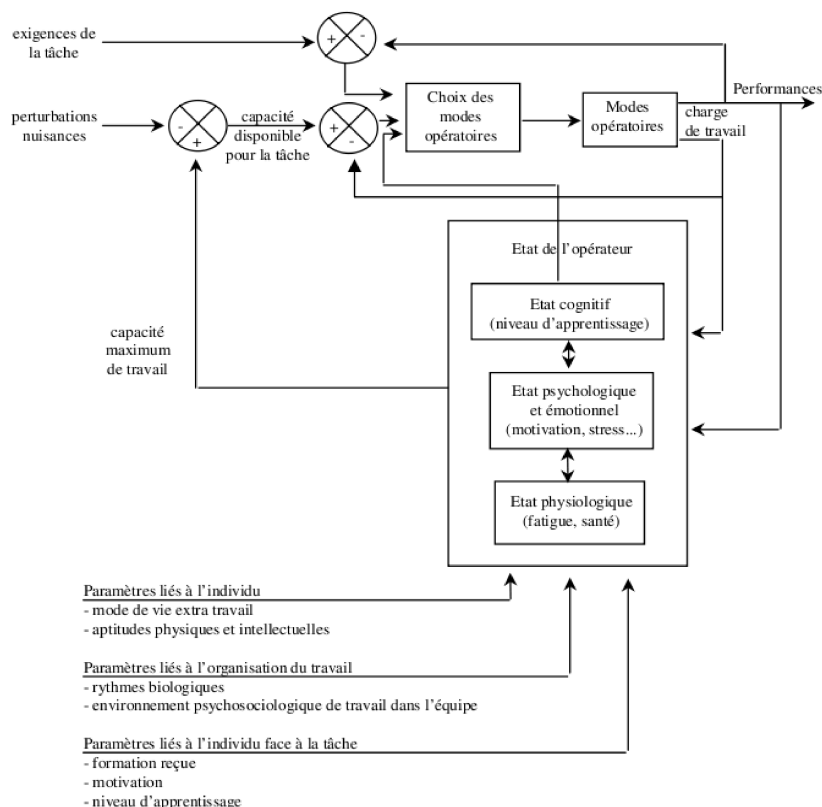 exigences de
la tâche
+
-
Performances
perturbations
nuisances
-
+
capacité
disponible
pour la tâche
+
-
Choix des
modes
opératoires
Modes
opératoires
charge
de travail
Etat de l'opérateur
Etat cognitif
(niveau d'apprentissage)
capacité
maximum
de travail
Etat psychologique
et émotionnel
(motivation, stress...)
Etat physiologique
(fatigue, santé)
Paramètres liés à l'individu
- mode de vie extra travail
- aptitudes physiques et intellectuelles
Paramètres liés à l'organisation du travail
- rythmes biologiques
- environnement psychosociologique de travail dans l'équipe
Paramètres liés à l'individu face à la tâche
- formation reçue
- motivation
- niveau d'apprentissage